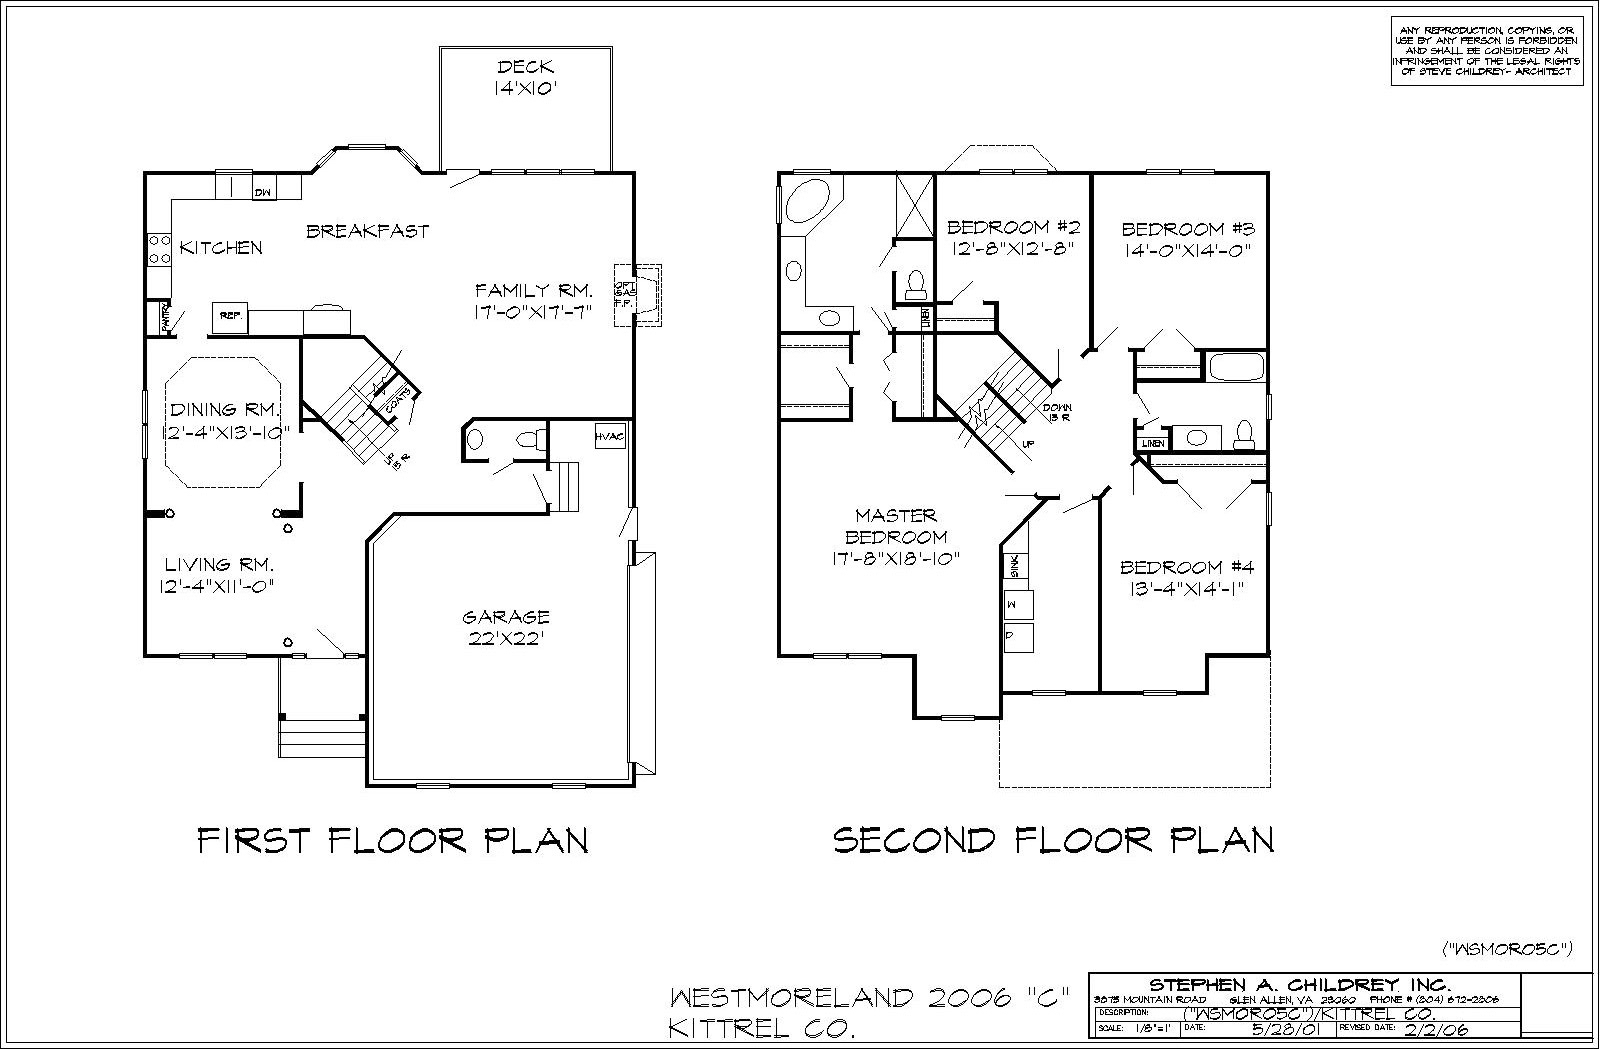 ANY REPRODUCTION, COPYING, OR
USE BY ANY PERSON IS FORBIDDEN
AND SHALL BE CONSIDERED AN
INFRINGEMENT OF THE LEGAL RIGHTS
OF STEVE CHILDREY- ARCHITECT
DECK
14'X10'
DW
BREAKFAST
KITCHEN
FAMILY RM.
17'-0"X17'-7"
OPT.
GAS
F.P.
PANTRY
REF.
COATS
DINING RM.
12'-4"X13'-10"
UP
13 R
HVAC
LIVING RM.
12'-4"X11'-0"
GARAGE
22'X22'
FIRST FLOOR PLAN
BEDROOM #2
12'-8"X12'-8"
BEDROOM #3
14'-0"X14'-0"
LINEN
DOWN
13 R
UP
LINEN
MASTER
BEDROOM
17'-8"X18'-10"
SINK
W
D
BEDROOM #4
13'-4"X14'-1"
SECOND FLOOR PLAN
("WSMOR05C")
WESTMORELAND 2006 "C"
KITTREL CO.
STEPHEN A. CHILDREY INC.
MOUNTAIN ROAD GLEN ALLEN, VA 23060 PHONE # (804)
DESCRIPTION: ("WSMOR05C")/KITTREL CO.
SCALE: 1/8"=1' DATE: 5/28/01 REVISED DATE: 2/2/06